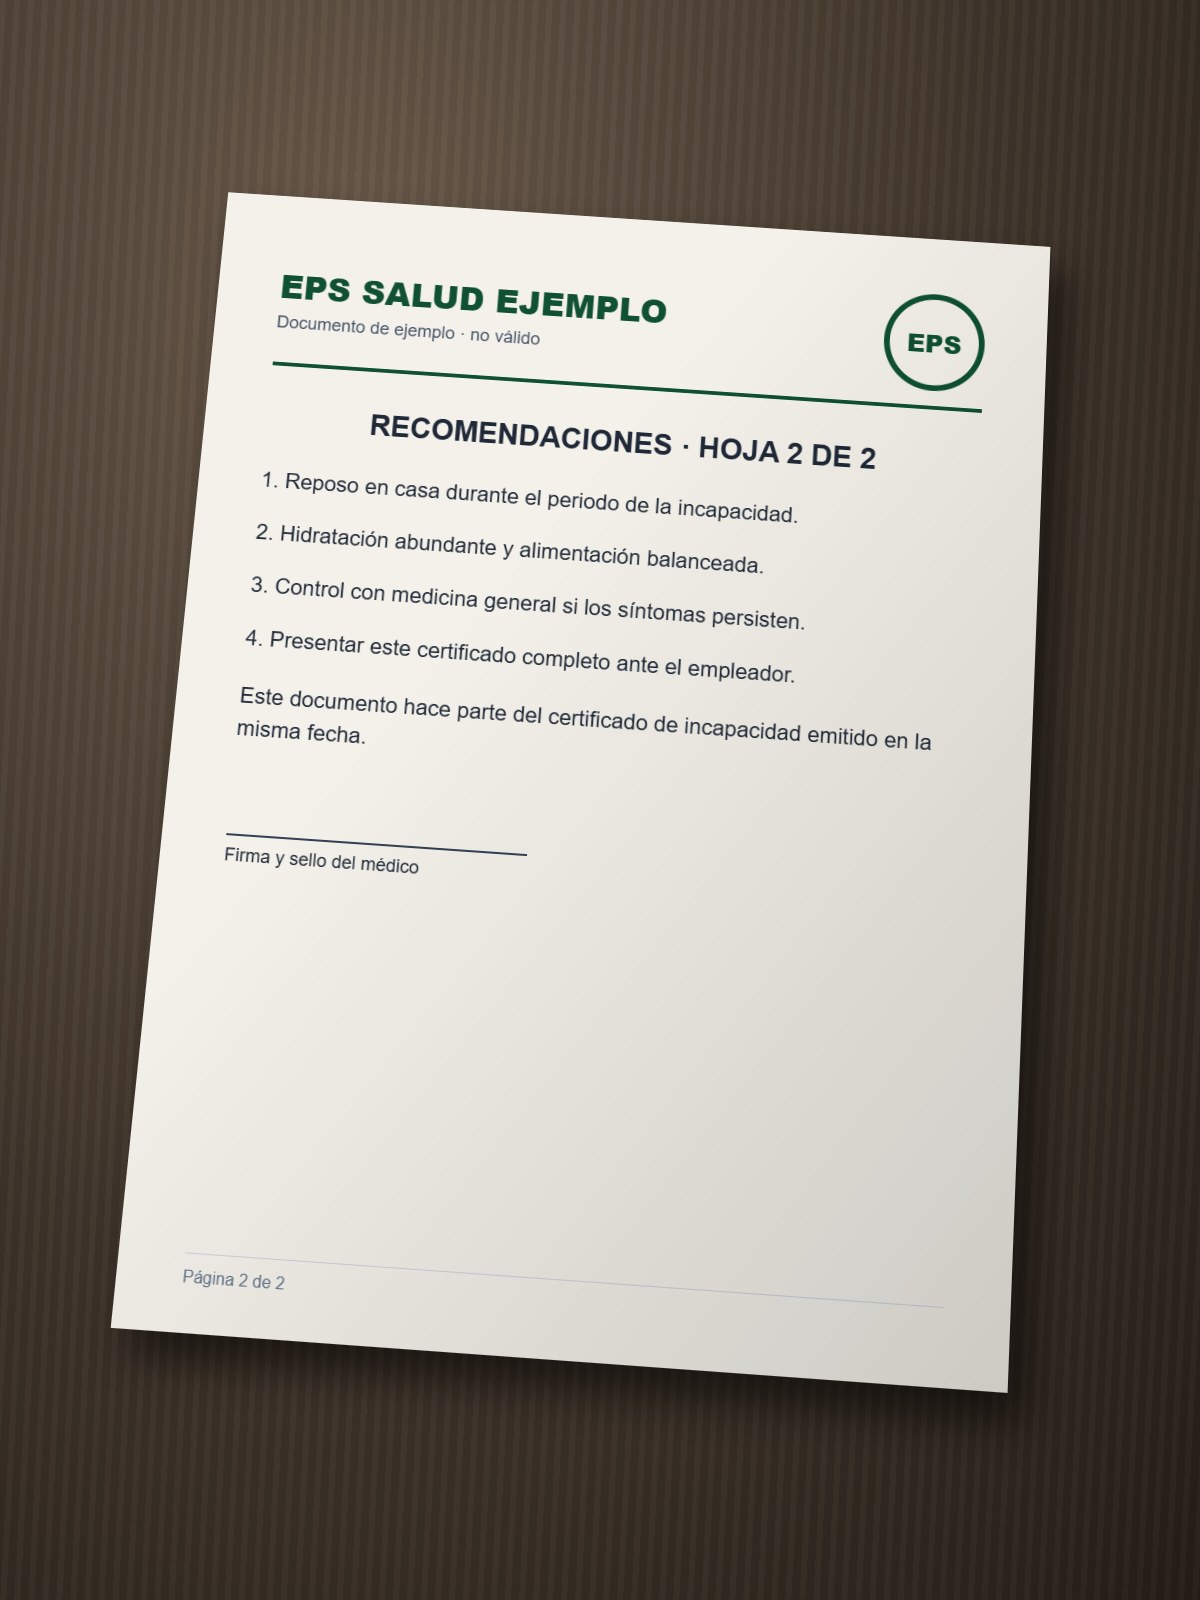 EPS SALUD EJEMPLO
Documento de ejemplo · no válido
EPS
RECOMENDACIONES · HOJA 2 DE 2
1. Reposo en casa durante el periodo de la incapacidad.
2. Hidratación abundante y alimentación balanceada.
3. Control con medicina general si los síntomas persisten.
4. Presentar este certificado completo ante el empleador.
Este documento hace parte del certificado de incapacidad emitido en la
misma fecha.
Firma y sello del médico
Página 2 de 2